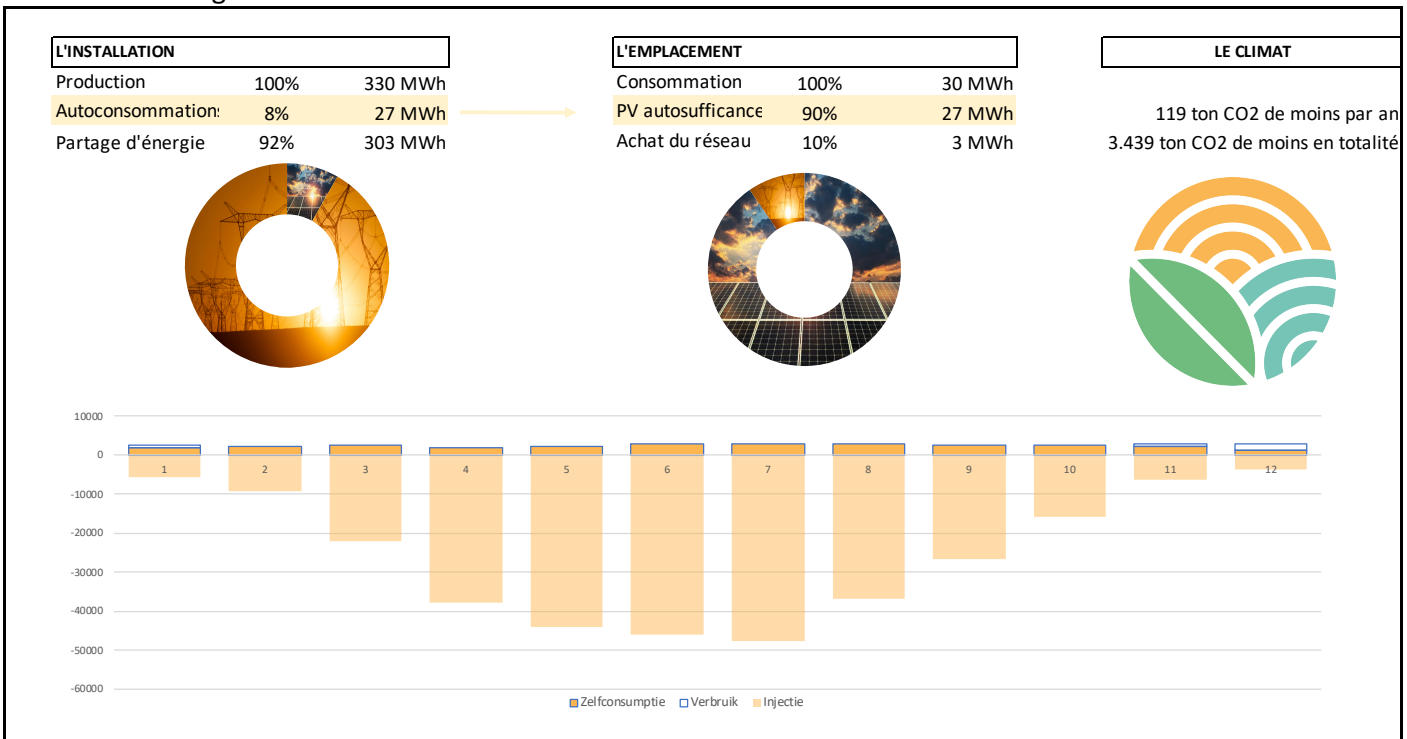 L'INSTALLATION
Production 100% 330 MWh
Autoconsommation: 8% 27 MWh
Partage d'énergie 92% 303 MWh
L'EMPLACEMENT
Consommation 100% 30 MWh
PV autosufficance 90% 27 MWh
Achat du réseau 10% 3 MWh
LE CLIMAT
119 ton CO2 de moins par an
3.439 ton CO2 de moins en totalité
10000
0
-10000
-20000
-30000
-40000
-50000
-60000
1 2 3 4 5 6 7 8 9 10 11 12
Zelfconsumptie Verbruik Injectie